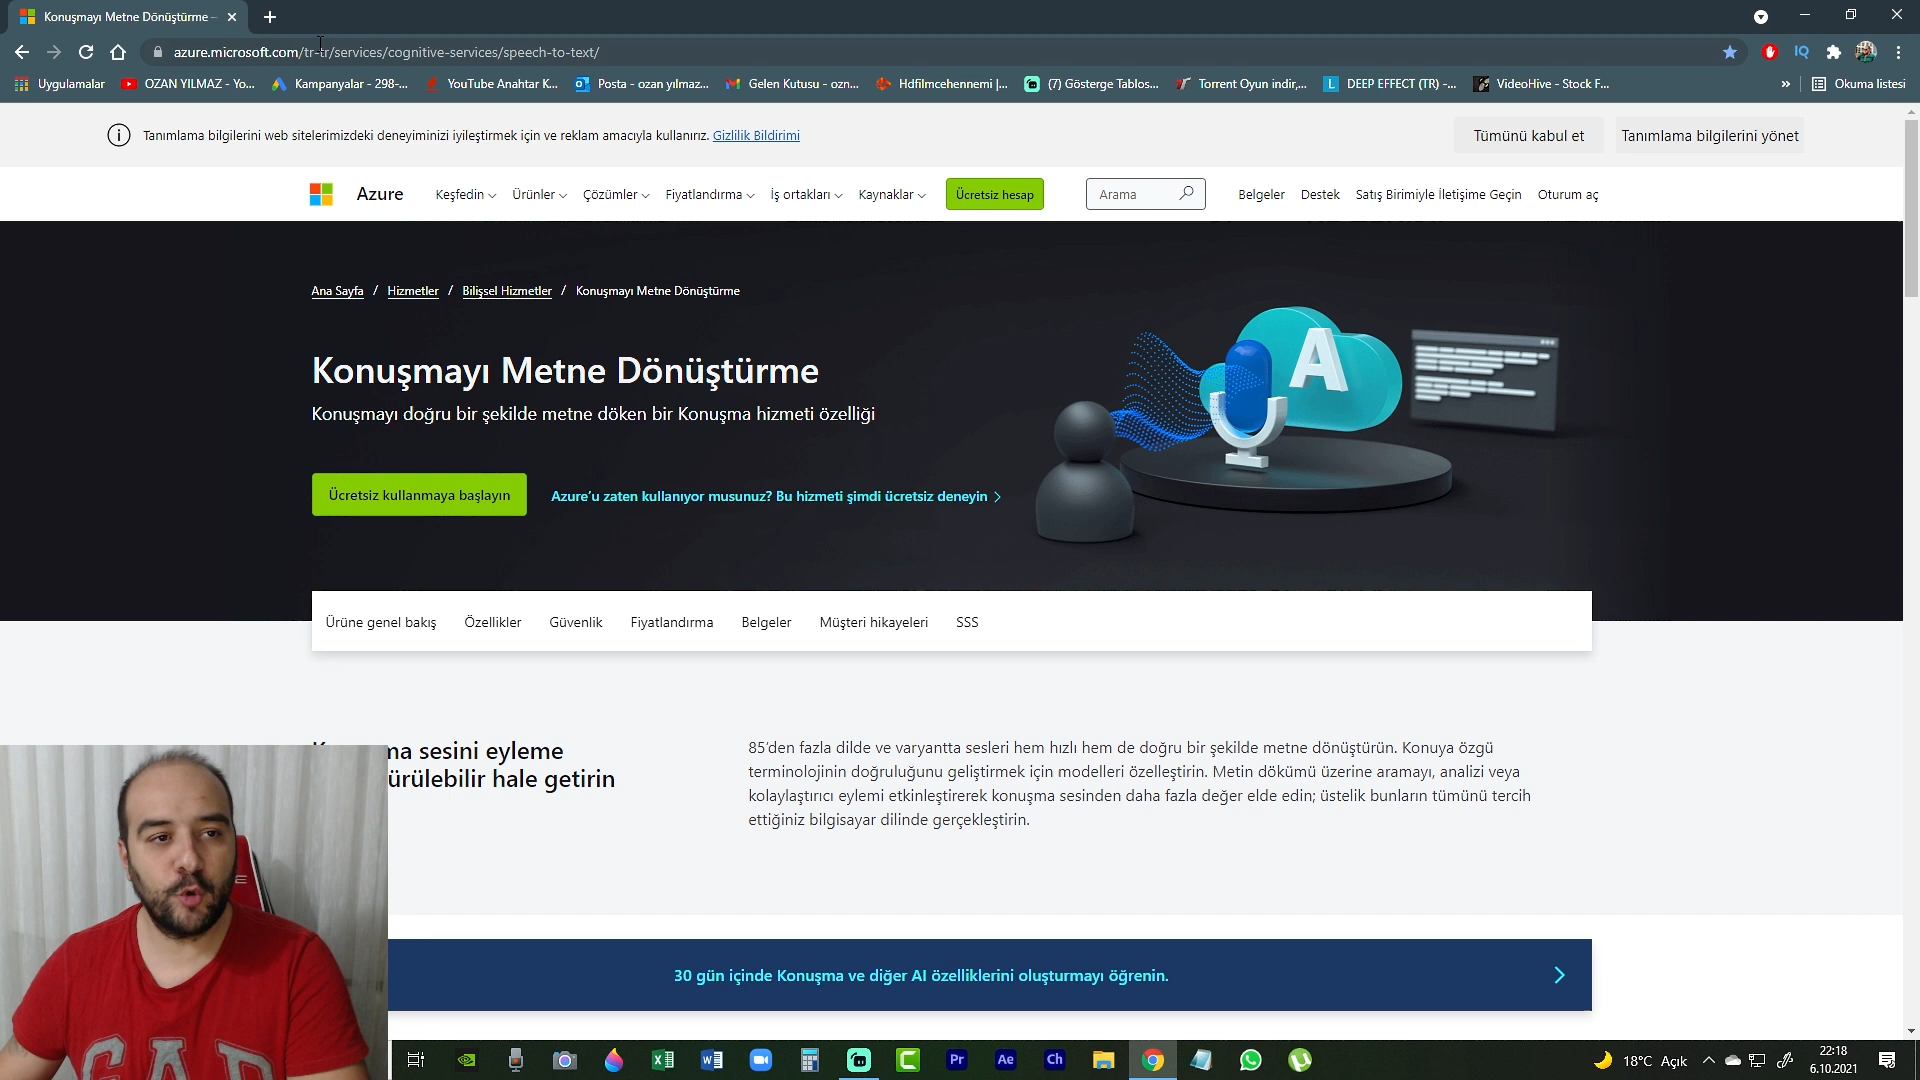 Konuşmayı Metne Dönüştürme -
azure.microsoft.com/tr-tr/services/cognitive-services/speech-to-text/
IQ
Uygulamalar
OZAN YILMAZ - Yo...
Kampanyalar - 298-...
YouTube Anahtar K...
Posta - ozan yılmaz...
Gelen Kutusu - ozn...
Hdfilmcehennemi |...
(7) Gösterge Tablos...
Torrent Oyun indir,...
L
DEEP EFFECT (TR) -...
VideoHive - Stock F...
»
Okuma listesi
Tanımlama bilgilerini web sitelerimizdeki deneyiminizi iyileştirmek için ve reklam amacıyla kullanırız. Gizlilik Bildirimi
Tümünü kabul et
Tanımlama bilgilerini yönet
Azure
Keşfedin
Ürünler
Çözümler
Fiyatlandırma
İş ortakları
Kaynaklar
Ücretsiz hesap
Arama
Belgeler
Destek
Satış Birimiyle İletişime Geçin
Oturum aç
Ana Sayfa / Hizmetler / Bilişsel Hizmetler / Konuşmayı Metne Dönüştürme
Konuşmayı Metne Dönüştürme
Konuşmayı doğru bir şekilde metne döken bir Konuşma hizmeti özelliği
A
Ücretsiz kullanmaya başlayın
Azure'u zaten kullanıyor musunuz? Bu hizmeti şimdi ücretsiz deneyin
Ürüne genel bakış
Özellikler
Güvenlik
Fiyatlandırma
Belgeler
Müşteri hikayeleri
SSS
ma sesini eyleme
ürülebilir hale getirin
85'den fazla dilde ve varyantta sesleri hem hızlı hem de doğru bir şekilde metne dönüştürün. Konuya özgü
terminolojinin doğruluğunu geliştirmek için modelleri özelleştirin. Metin dökümü üzerine aramayı, analizi veya
kolaylaştırıcı eylemi etkinleştirerek konuşma sesinden daha fazla değer elde edin; üstelik bunların tümünü tercih
ettiğiniz bilgisayar dilinde gerçekleştirin.
30 gün içinde Konuşma ve diğer AI özelliklerini oluşturmayı öğrenin.
GAP
Pr
Ae
Ch
18°C Açık
22:18
6.10.2021